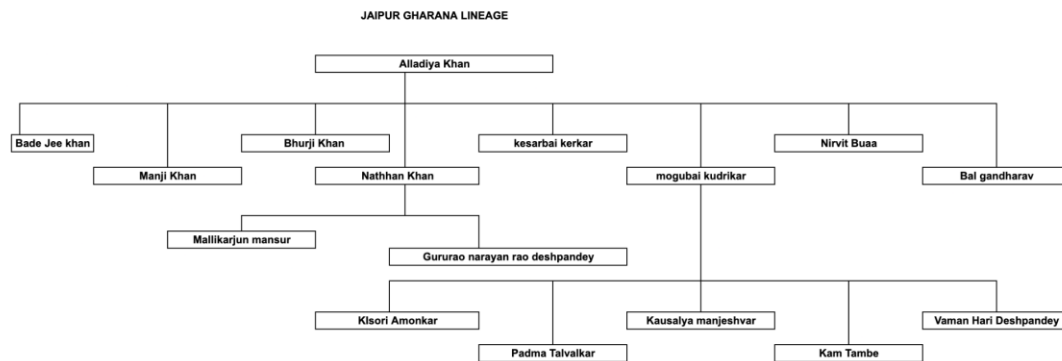 JAIPUR GHARANA LINEAGE
Alladiya Khan
Bade Jee khan
Bhurji Khan
kesarbai kerkar
Nirvit Buaa
Manji Khan
Nathhan Khan
mogubai kudrikar
Bal gandharav
Mallikarjun mansur
Gururao narayan rao deshpandey
KIsori Amonkar
Kausalya manjeshvar
Vaman Hari Deshpandey
Padma Talvalkar
Kam Tambe